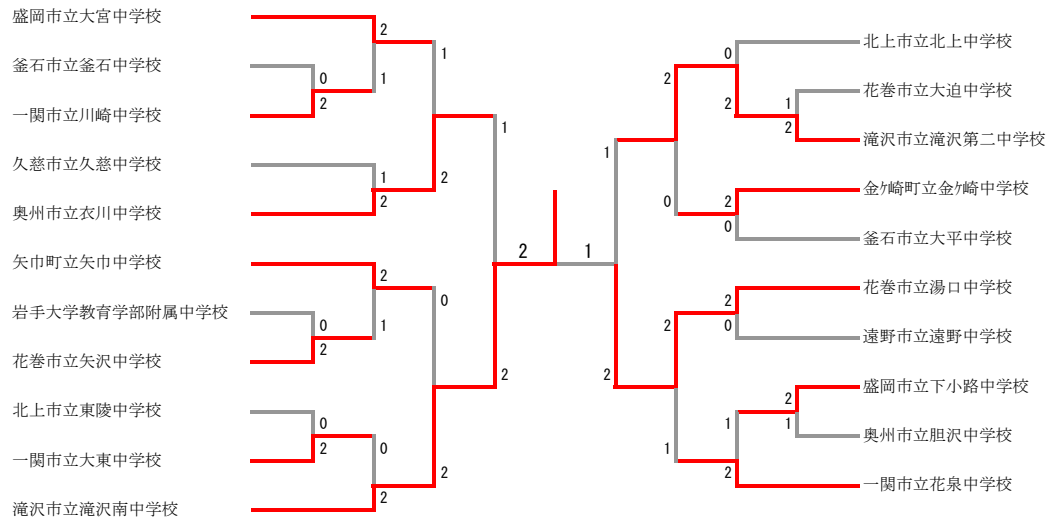 盛岡市立大宮中学校
釜石市立釜石中学校
一関市立川崎中学校
久慈市立久慈中学校
奥州市立衣川中学校
矢巾町立矢巾中学校
岩手大学教育学部附属中学校
花巻市立矢沢中学校
北上市立東陵中学校
一関市立大東中学校
滝沢市立滝沢南中学校
2
0
1
2
1
1
2
2
2
0
1
2
0
0
2
0
2
2
1
2
2
1
1
2
2
0
2
0
2
1
2
2
0
2
0
2
1
1
2
1
2
北上市立北上中学校
花巻市立大迫中学校
滝沢市立滝沢第二中学校
金ケ崎町立金ケ崎中学校
釜石市立大平中学校
花巻市立湯口中学校
遠野市立遠野中学校
盛岡市立下小路中学校
奥州市立胆沢中学校
一関市立花泉中学校